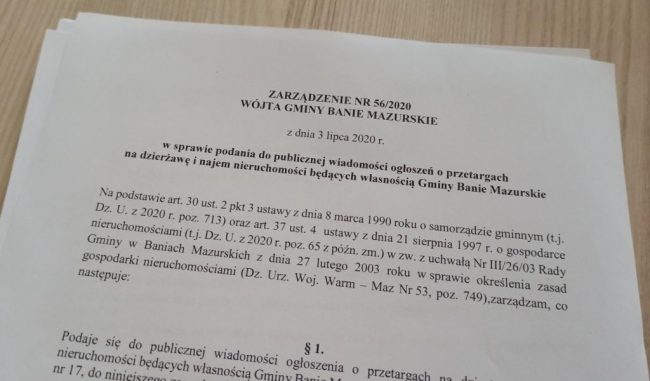 ZARZĄDZENIE NR 56/2020
WÓJTA GMINY BANIE MAZURSKIE
z dnia 3 lipca 2020 r.
w sprawie podania do publicznej wiadomości ogłoszeń o przetargach
na dzierżawę i najem nieruchomości będących własnością Gminy Banie Mazurskie
Na podstawie art. 30 ust. 2 pkt 3 ustawy z dnia 8 marca 1990 roku o samorządzie gminnym (t.j.
Dz. U. z 2020 r. poz. 713) oraz art. 37 ust. 4 ustawy z dnia 21 sierpnia 1997 r. o gospodarce
nieruchomościami (t.j. Dz. U. z 2020 r. poz. 65 z późn. zm.) w zw. z uchwałą Nr III/26/03 Rady
Gminy w Baniach Mazurskich z dnia 27 lutego 2003 roku w sprawie określenia zasad
gospodarki nieruchomościami (Dz. Urz. Woj. Warm – Maz Nr 53, poz. 749),zarządzam, co
następuje:
§ 1.
Podaje się do publicznej wiadomości ogłoszenia o przetargach na
nieruchomości będących własnością Gminy Banie
nr 17, do niniejszego